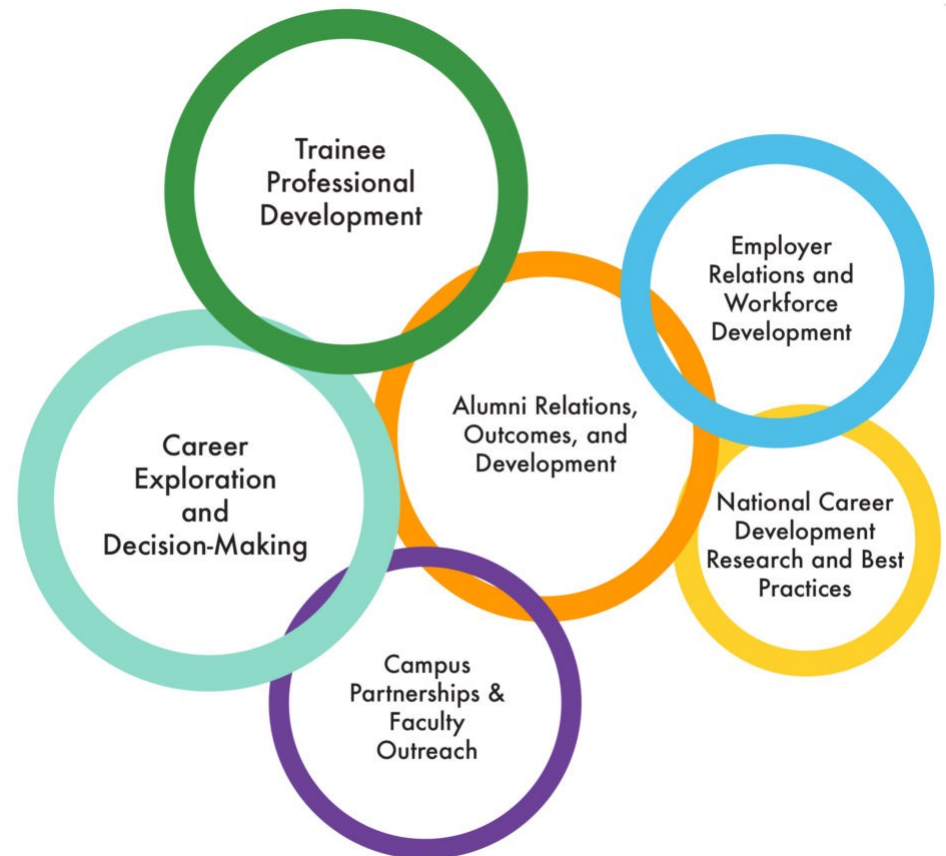 Trainee
Professional
Development
Employer
Relations and
Workforce
Development
Alumni Relations,
Outcomes, and
Development
Career
Exploration
and
Decision-Making
National Career
Development
Research and Best
Practices
Campus
Partnerships &
Faculty
Outreach